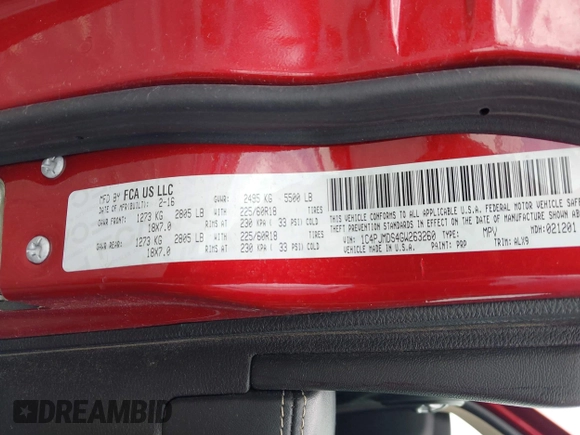 MFD BY FCA US LLC
DATE OF MFR(BUILT): 2-16 GVWR: 2495 KG 5500 LB
GAWR FRONT: 1273 KG 2805 LB WITH 225/60R18 TIRES
18X7.0 RIMS AT 230 KPA ( 33 PSI COLD
GAWR REAR: 1273 KG 2805 LB WITH 225/60R18 TIRES
18X7.0 RIMS AT 230 KPA ( 33 PSI COLD
THIS VEHICLE CONFORMS TO ALL APPLICABLE U.S.A. FEDERAL MOTOR VEHICLE SAFE
THEFT PREVENTION STANDARDS IN EFFECT ON THE DATE OF MANUFACTURE SHOWN ABOV
VIN: 1C4PJMDS4GW263260 TYPE: MPV MDH: 021201
VEHICLE MADE IN U.S.A. PAINT: PRP TRIM: ALX9
DREAMBID